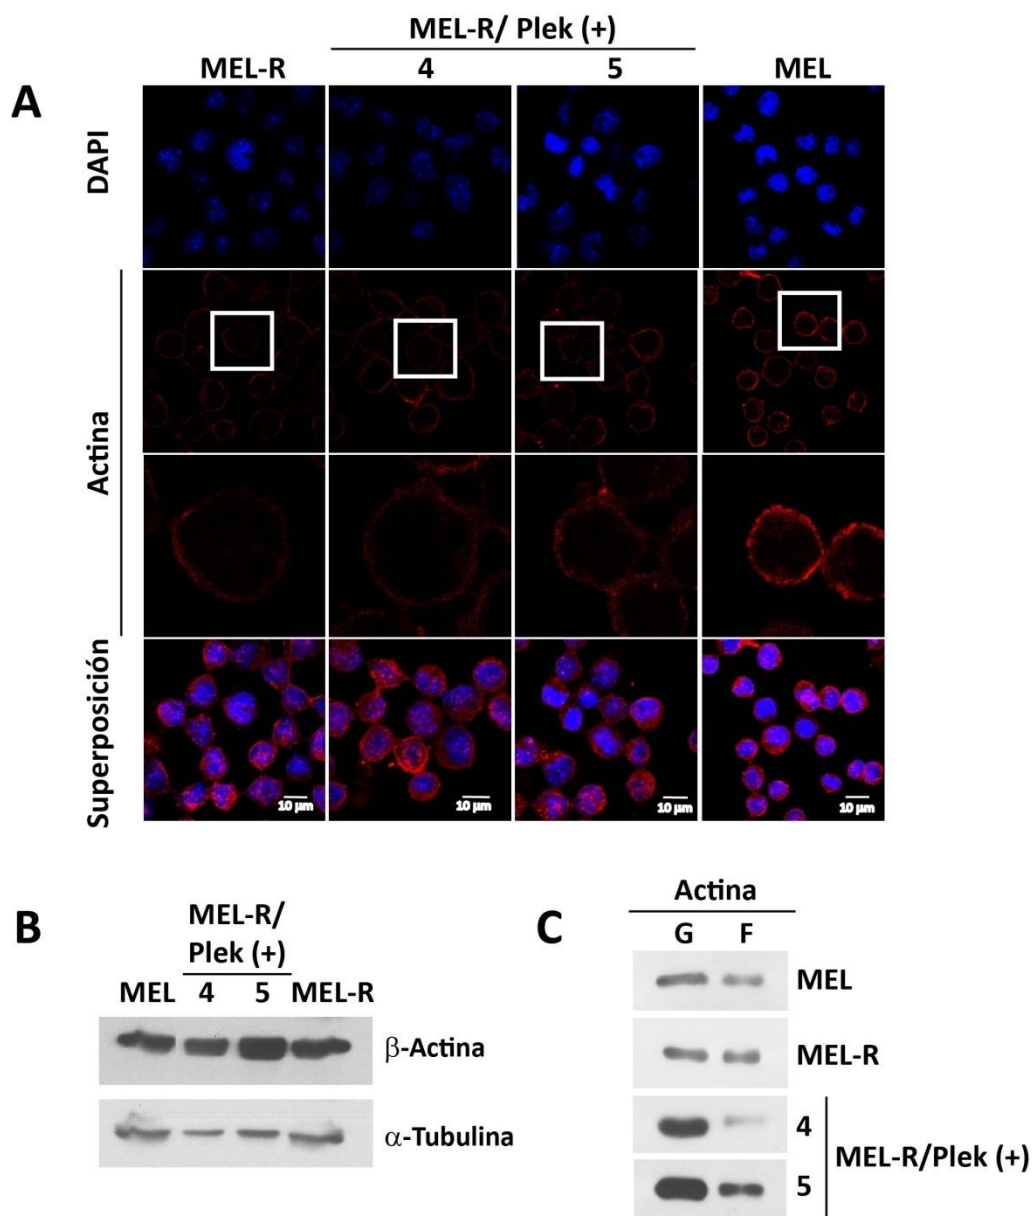 MEL-R/ Plek (+)
MEL-R 4 5 MEL
A
DAPI
Actina
Superposición
10 µm 10 µm 10 µm 10 µm
B
MEL-R/
Plek (+)
MEL 4 5 MEL-R
β-Actina
α-Tubulina
C
Actina
G F
MEL
MEL-R
4
5
MEL-R/Plek (+)